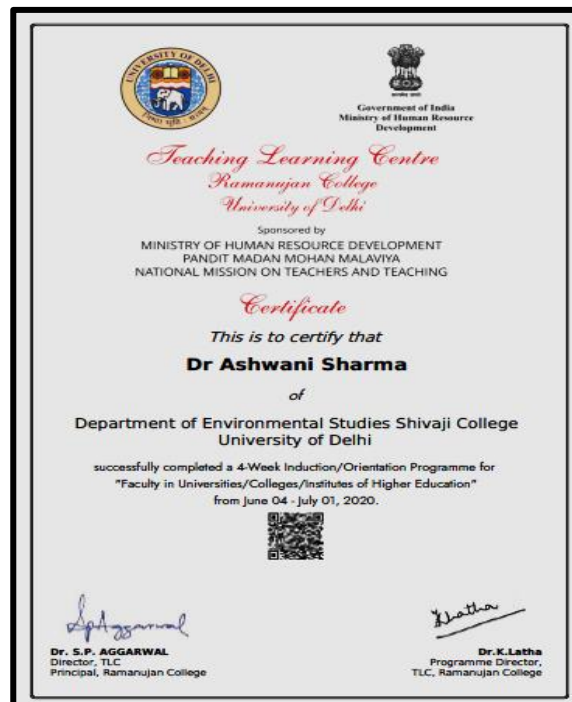 UNIVERSITY OF DELHI
Government of India
Ministry of Human Resource
Development
Teaching Learning Centre
Ramanujan College
University of Delhi
Sponsored by
MINISTRY OF HUMAN RESOURCE DEVELOPMENT
PANDIT MADAN MOHAN MALAVIYA
NATIONAL MISSION ON TEACHERS AND TEACHING
Certificate
This is to certify that
Dr Ashwani Sharma
of
Department of Environmental Studies Shivaji College
University of Delhi
successfully completed a 4-Week Induction/Orientation Programme for
"Faculty in Universities/Colleges/Institutes of Higher Education"
from June 04 - July 01, 2020.
SpAggarwal
KLatha
Dr. S.P. AGGARWAL
Director, TLC
Principal, Ramanujan College
Dr.K.Latha
Programme Director,
TLC, Ramanujan College